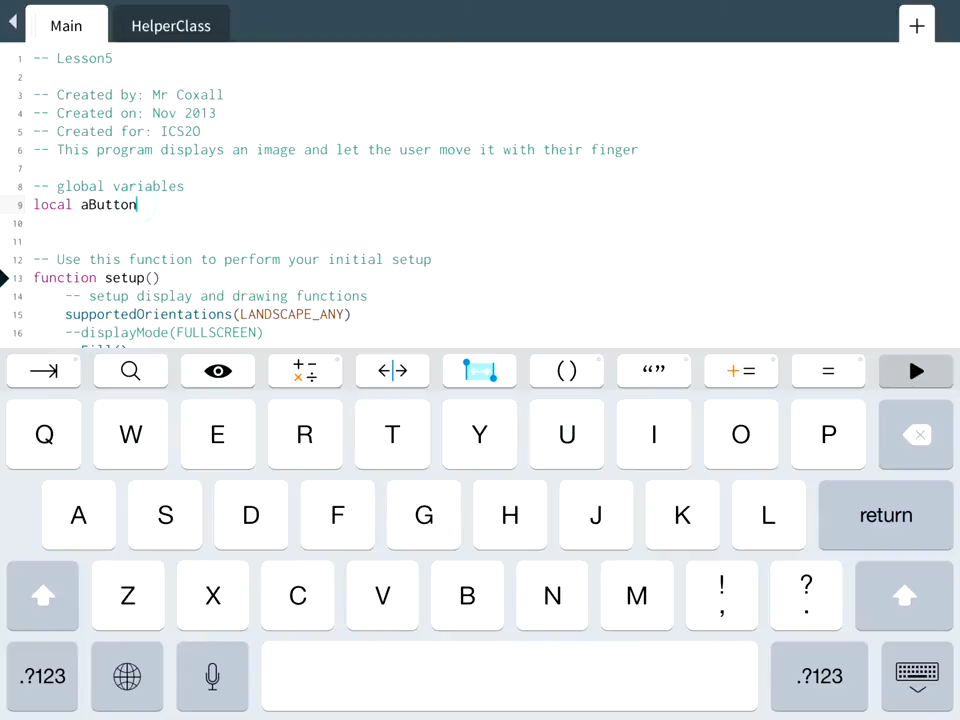 Main HelperClass +
1 -- Lesson5
2
3 -- Created by: Mr Coxall
4 -- Created on: Nov 2013
5 -- Created for: ICS2O
6 -- This program displays an image and let the user move it with their finger
7
8 -- global variables
9 local aButton
10
11
12 -- Use this function to perform your initial setup
13 function setup()
14 -- setup display and drawing functions
15 supportedOrientations(LANDSCAPE_ANY)
16 --displayMode(FULLSCREEN)
+ - × ÷ () “” += =
Q W E R T Y U I O P
A S D F G H J K L return
Z X C V B N M ! , ? .
.?123 .?123